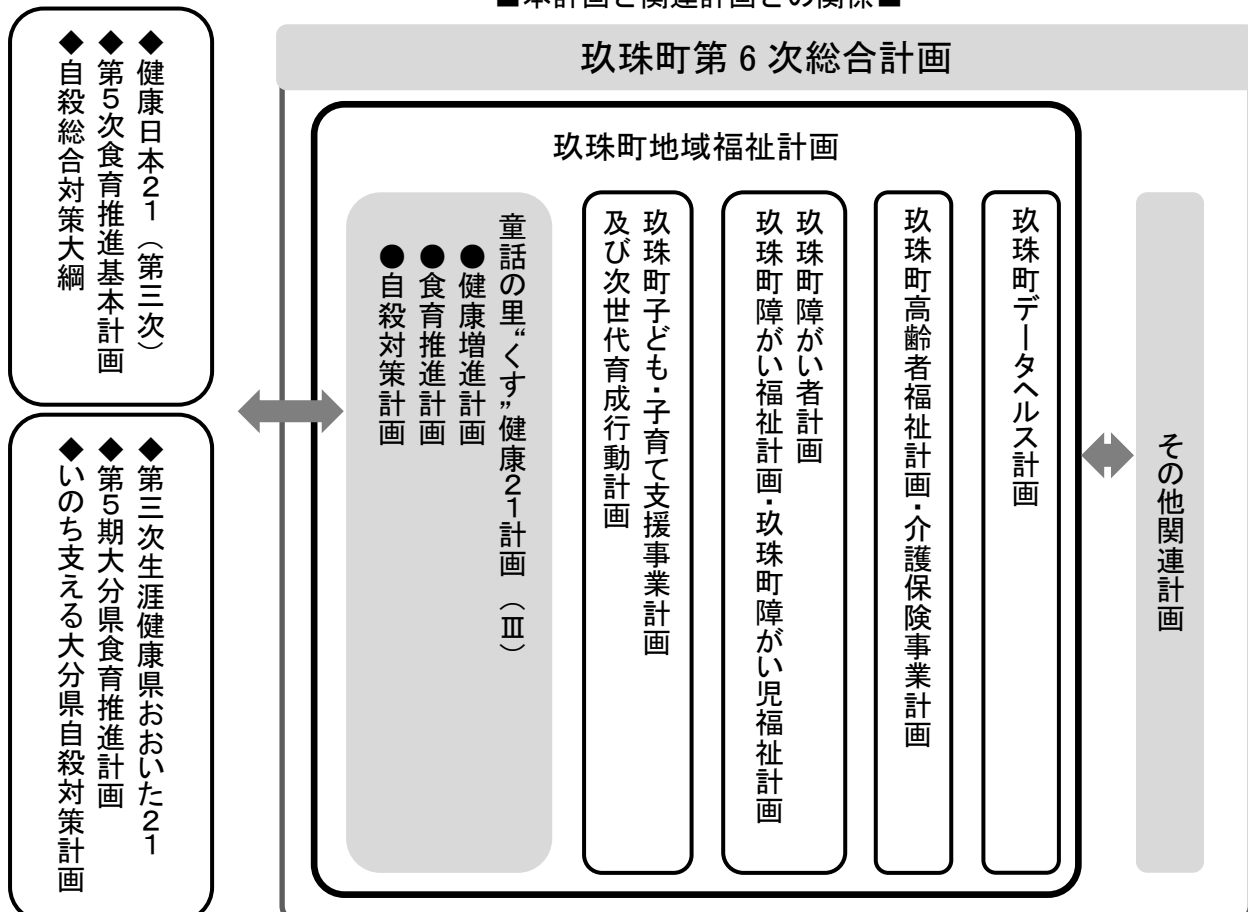 ■本計画と関連計画との関係■
◆健康日本21（第三次）
◆第5次食育推進基本計画
◆自殺総合対策大綱
◆第三次生涯健康県おおいた21
◆第5期大分県食育推進計画
◆いのち支える大分県自殺対策計画
玖珠町第6次総合計画
玖珠町地域福祉計画
童話の里“くす”健康21計画（Ⅲ）
●健康増進計画
●食育推進計画
●自殺対策計画
玖珠町子ども・子育て支援事業計画
及び次世代育成行動計画
玖珠町障がい者計画
玖珠町障がい福祉計画・玖珠町障がい児福祉計画
玖珠町高齢者福祉計画・介護保険事業計画
玖珠町データヘルス計画
その他関連計画